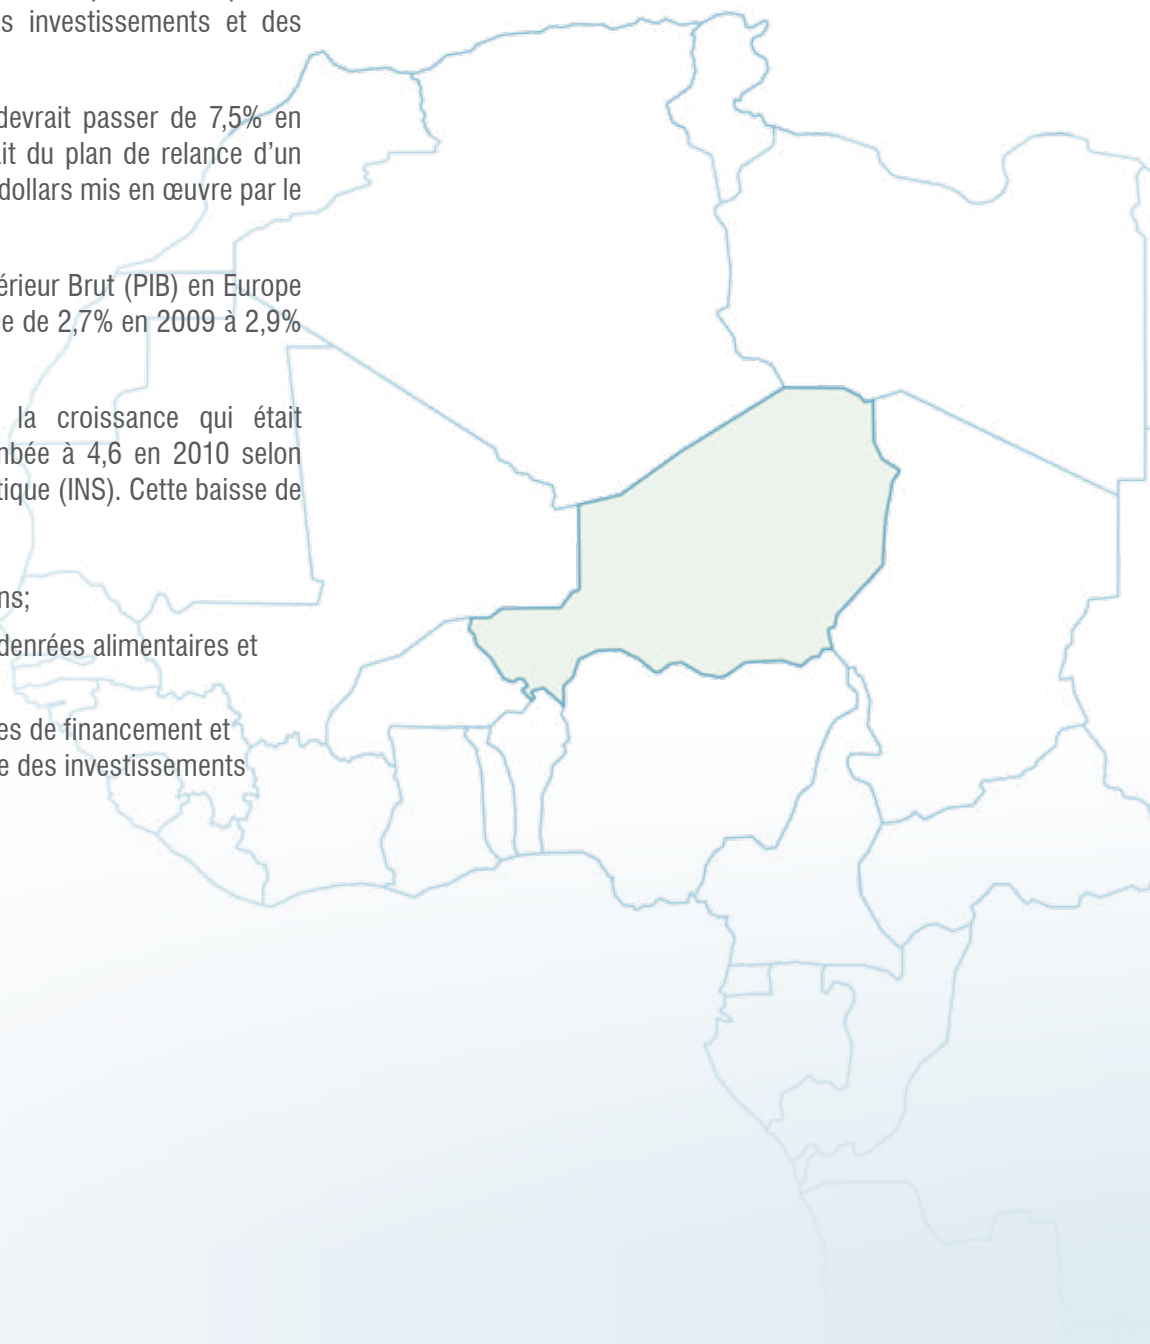 s investissements et des
devrait passer de 7,5% en
it du plan de relance d'un
dollars mis en œuvre par le
érieur Brut (PIB) en Europe
e de 2,7% en 2009 à 2,9%
la croissance qui était
nbée à 4,6 en 2010 selon
tique (INS). Cette baisse de
ns;
denrées alimentaires et
es de financement et
e des investissements